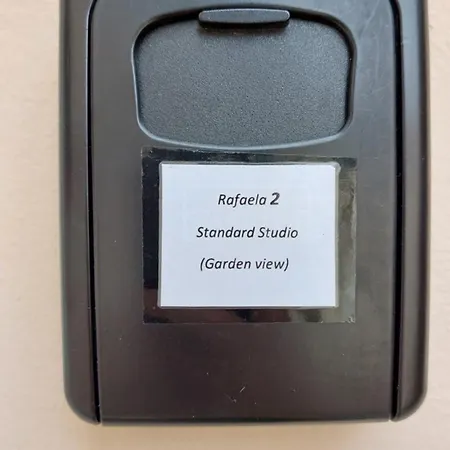 Rafaela 2
Standard Studio
(Garden view)